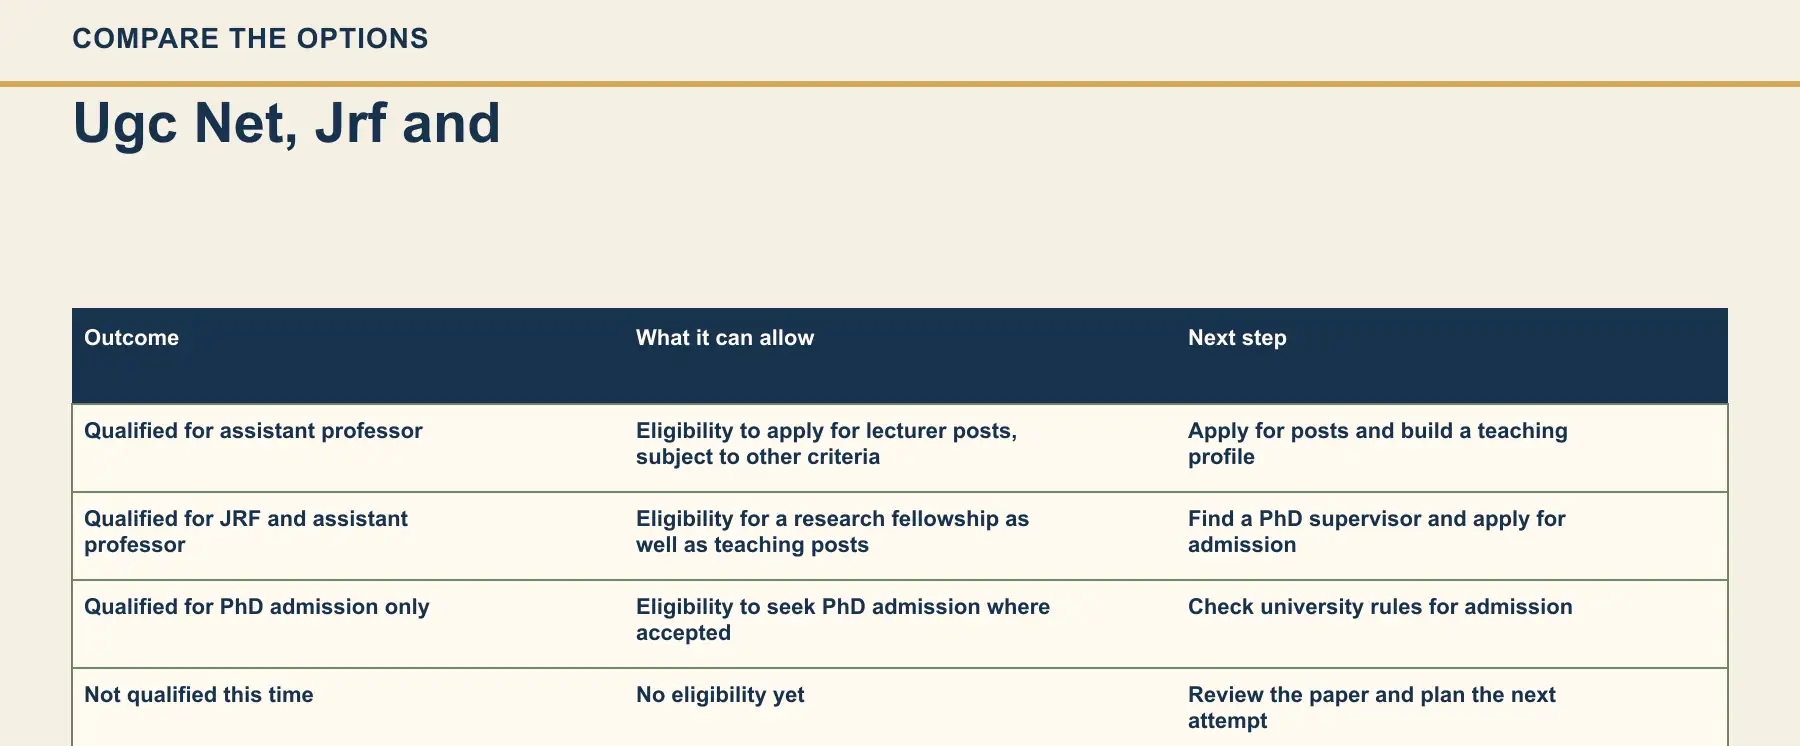 COMPARE THE OPTIONS
Ugc Net, Jrf and
Outcome
What it can allow
Next step
Qualified for assistant professor
Eligibility to apply for lecturer posts,
subject to other criteria
Apply for posts and build a teaching
profile
Qualified for JRF and assistant
professor
Eligibility for a research fellowship as
well as teaching posts
Find a PhD supervisor and apply for
admission
Qualified for PhD admission only
Eligibility to seek PhD admission where
accepted
Check university rules for admission
Not qualified this time
No eligibility yet
Review the paper and plan the next
attempt